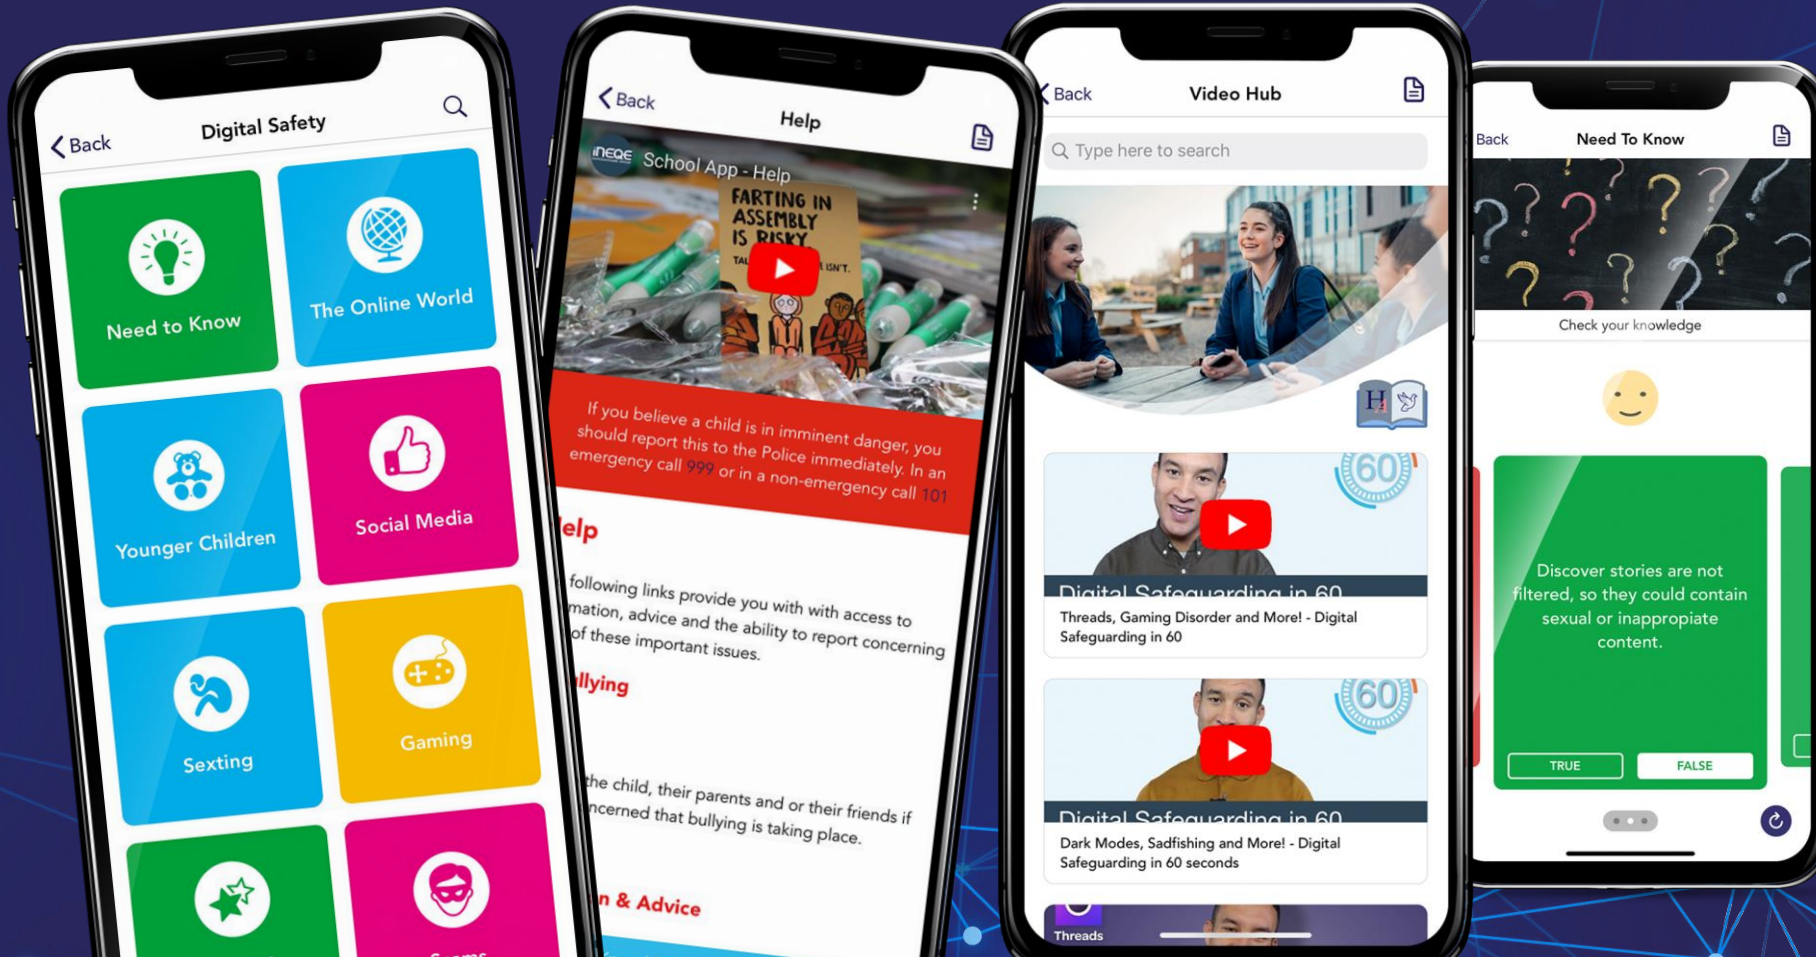 Back
Digital Safety
Need to Know
The Online World
Younger Children
Social Media
Sexting
Gaming
Back
Help
iNEQE
School App - Help
FARTING IN
ASSEMBLY
IS RISKY
ISN'T.
If you believe a child is in imminent danger, you
should report this to the Police immediately. In an
emergency call 999 or in a non-emergency call 101
elp
following links provide you with with access to
mation, advice and the ability to report concerning
of these important issues.
llying
the child, their parents and or their friends if
ncerned that bullying is taking place.
n & Advice
Back
Video Hub
Type here to search
H
60
Digital Safeguarding in 60
Threads, Gaming Disorder and More! - Digital
Safeguarding in 60
60
Digital Safeguarding in 60
Dark Modes, Sadfishing and More! - Digital
Safeguarding in 60 seconds
Threads
Back
Need To Know
Check your knowledge
Discover stories are not
filtered, so they could contain
sexual or inappropiate
content.
TRUE
FALSE